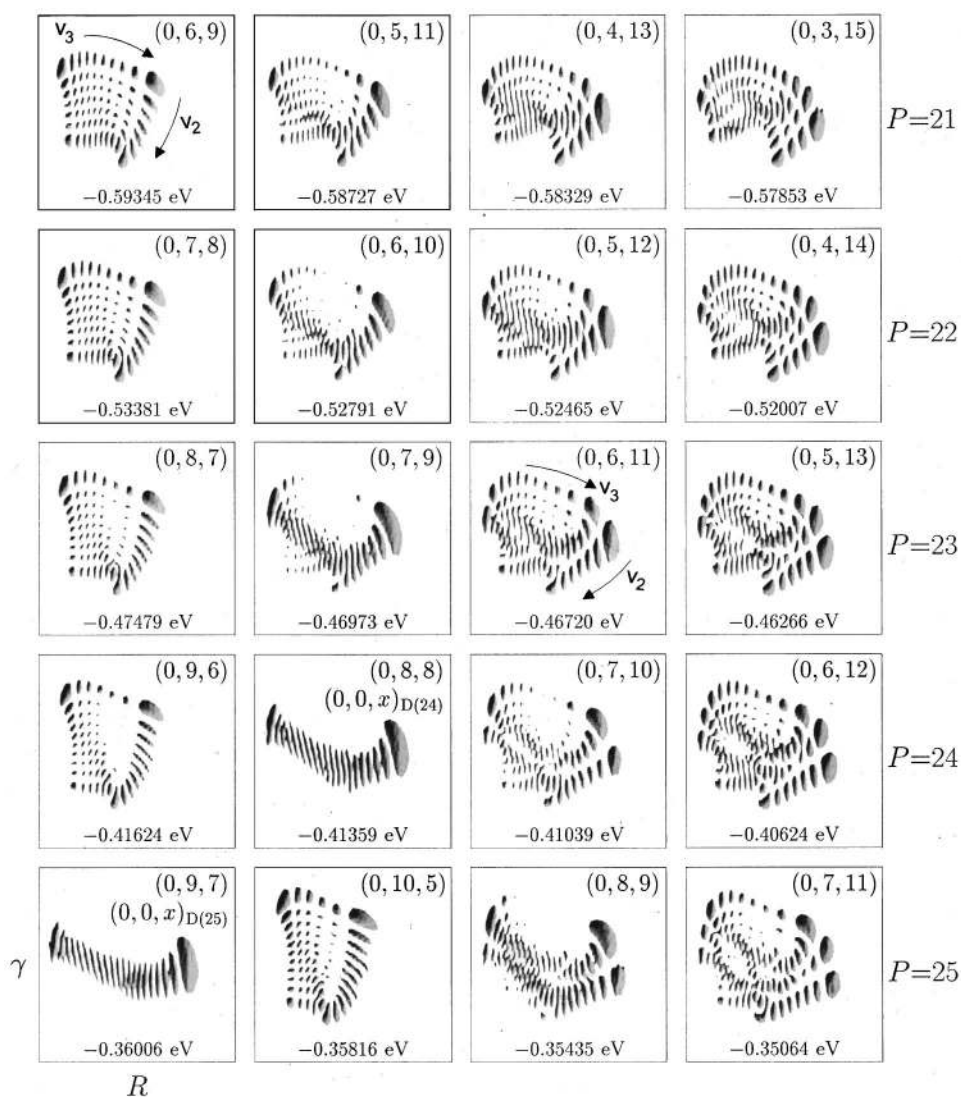 v₃ (0,6,9)
v₂
−0.59345 eV
(0,5,11)
−0.58727 eV
(0,4,13)
−0.58329 eV
(0,3,15)
−0.57853 eV
P=21
(0,7,8)
−0.53381 eV
(0,6,10)
−0.52791 eV
(0,5,12)
−0.52465 eV
(0,4,14)
−0.52007 eV
P=22
(0,8,7)
−0.47479 eV
(0,7,9)
−0.46973 eV
(0,6,11)
v₃
v₂
−0.46720 eV
(0,5,13)
−0.46266 eV
P=23
(0,9,6)
−0.41624 eV
(0,8,8)
(0,0,x)D(24)
−0.41359 eV
(0,7,10)
−0.41039 eV
(0,6,12)
−0.40624 eV
P=24
(0,9,7)
(0,0,x)D(25)
−0.36006 eV
(0,10,5)
−0.35816 eV
(0,8,9)
−0.35435 eV
(0,7,11)
−0.35064 eV
P=25
γ
R